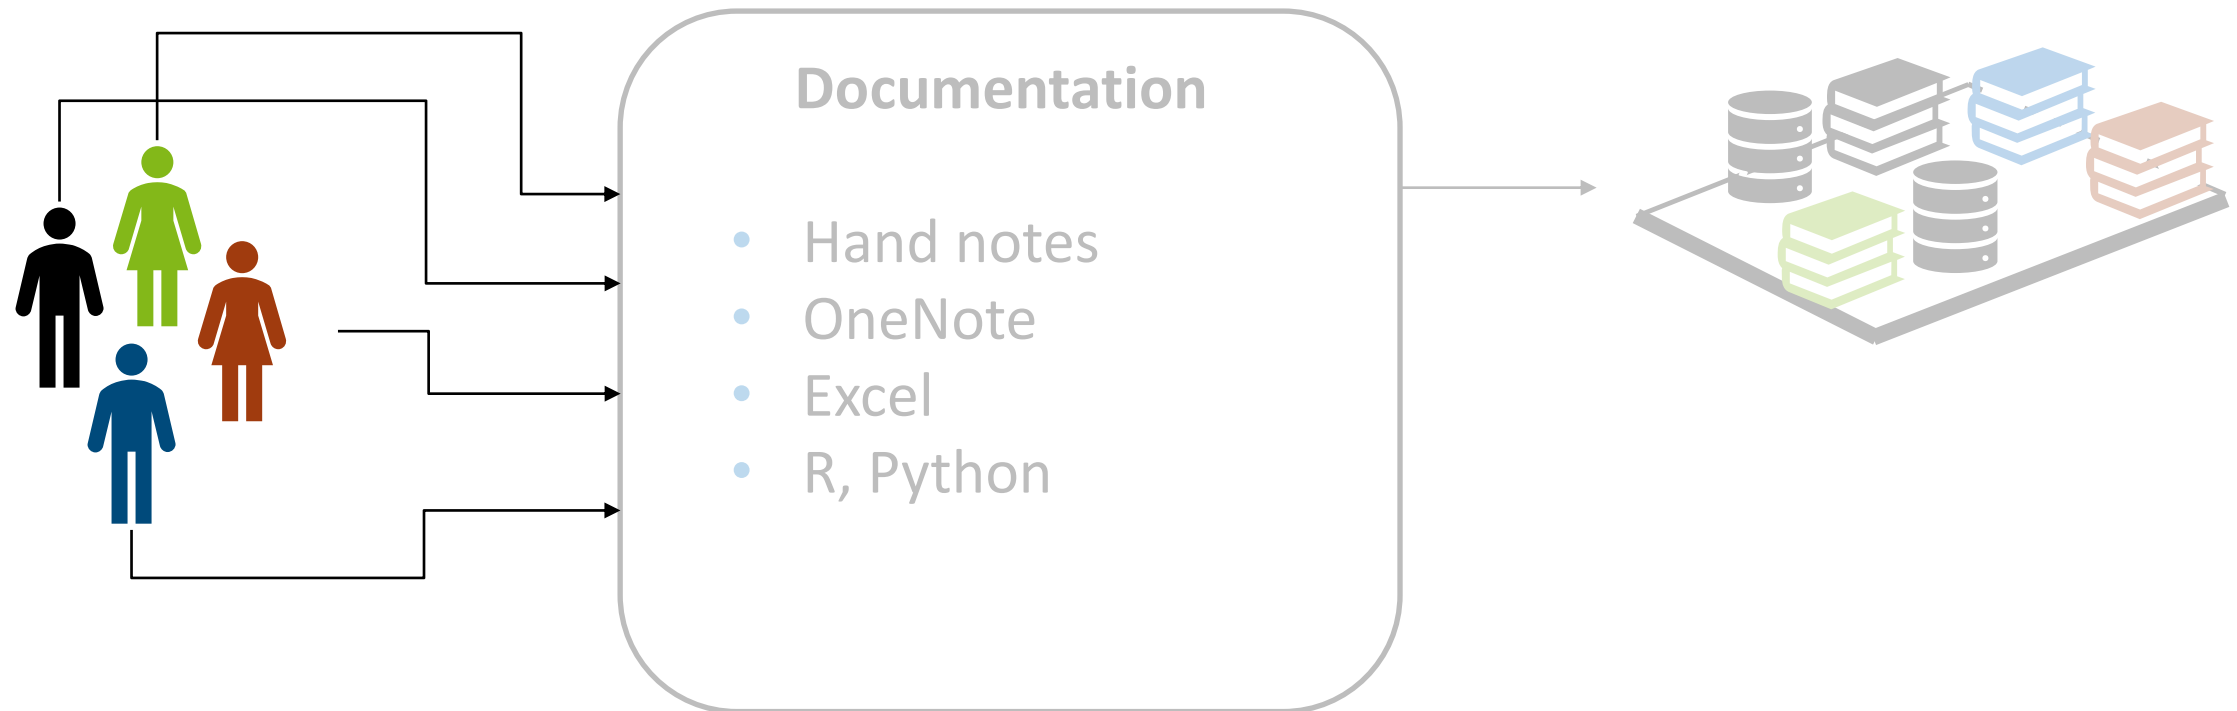 Documentation
• Hand notes
• OneNote
• Excel
• R, Python